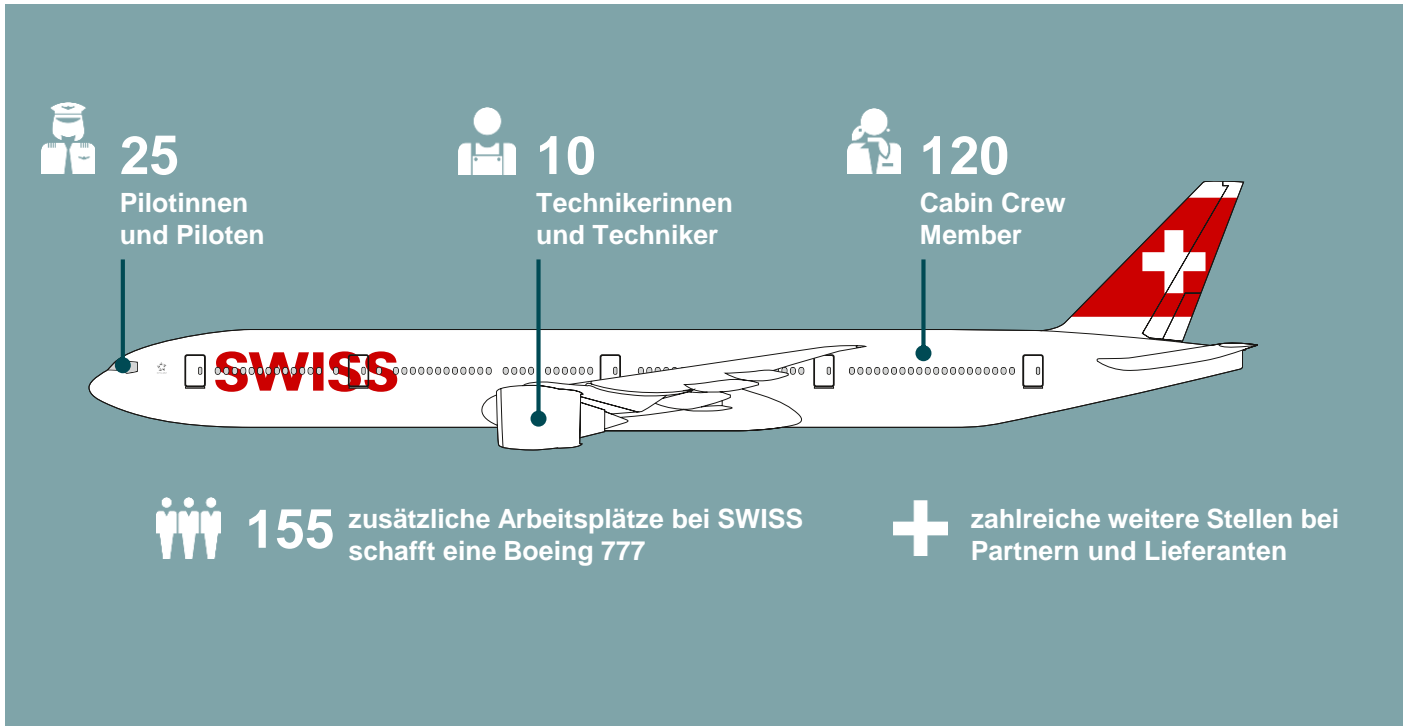 25
Pilotinnen
und Piloten
10
Technikerinnen
und Techniker
120
Cabin Crew
Member
SWISS
155
zusätzliche Arbeitsplätze bei SWISS
schafft eine Boeing 777
zahlreiche weitere Stellen bei
Partnern und Lieferanten